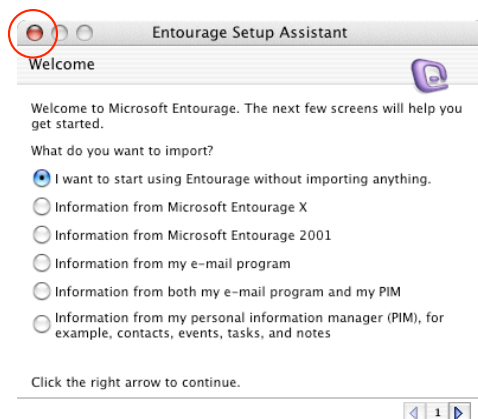 Entourage Setup Assistant
Welcome
Welcome to Microsoft Entourage. The next few screens will help you
get started.
What do you want to import?
I want to start using Entourage without importing anything.
Information from Microsoft Entourage X
Information from Microsoft Entourage 2001
Information from my e-mail program
Information from both my e-mail program and my PIM
Information from my personal information manager (PIM), for
example, contacts, events, tasks, and notes
Click the right arrow to continue.
1